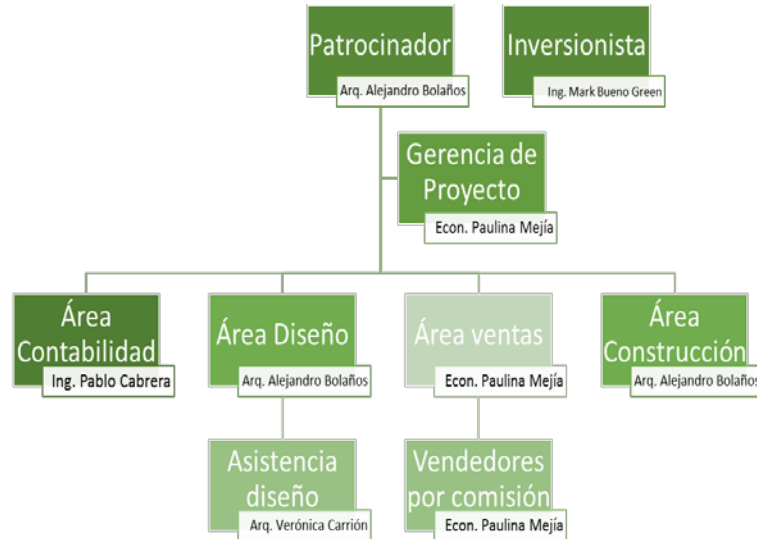 Patrocinador
Arq. Alejandro Bolaños
Inversionista
Ing. Mark Bueno Green
Gerencia de
Proyecto
Econ. Paulina Mejía
Área
Contabilidad
Ing. Pablo Cabrera
Área Diseño
Arq. Alejandro Bolaños
Área ventas
Econ. Paulina Mejía
Área
Construcción
Arq. Alejandro Bolaños
Asistencia
diseño
Arq. Verónica Carrión
Vendedores
por comisión
Econ. Paulina Mejía